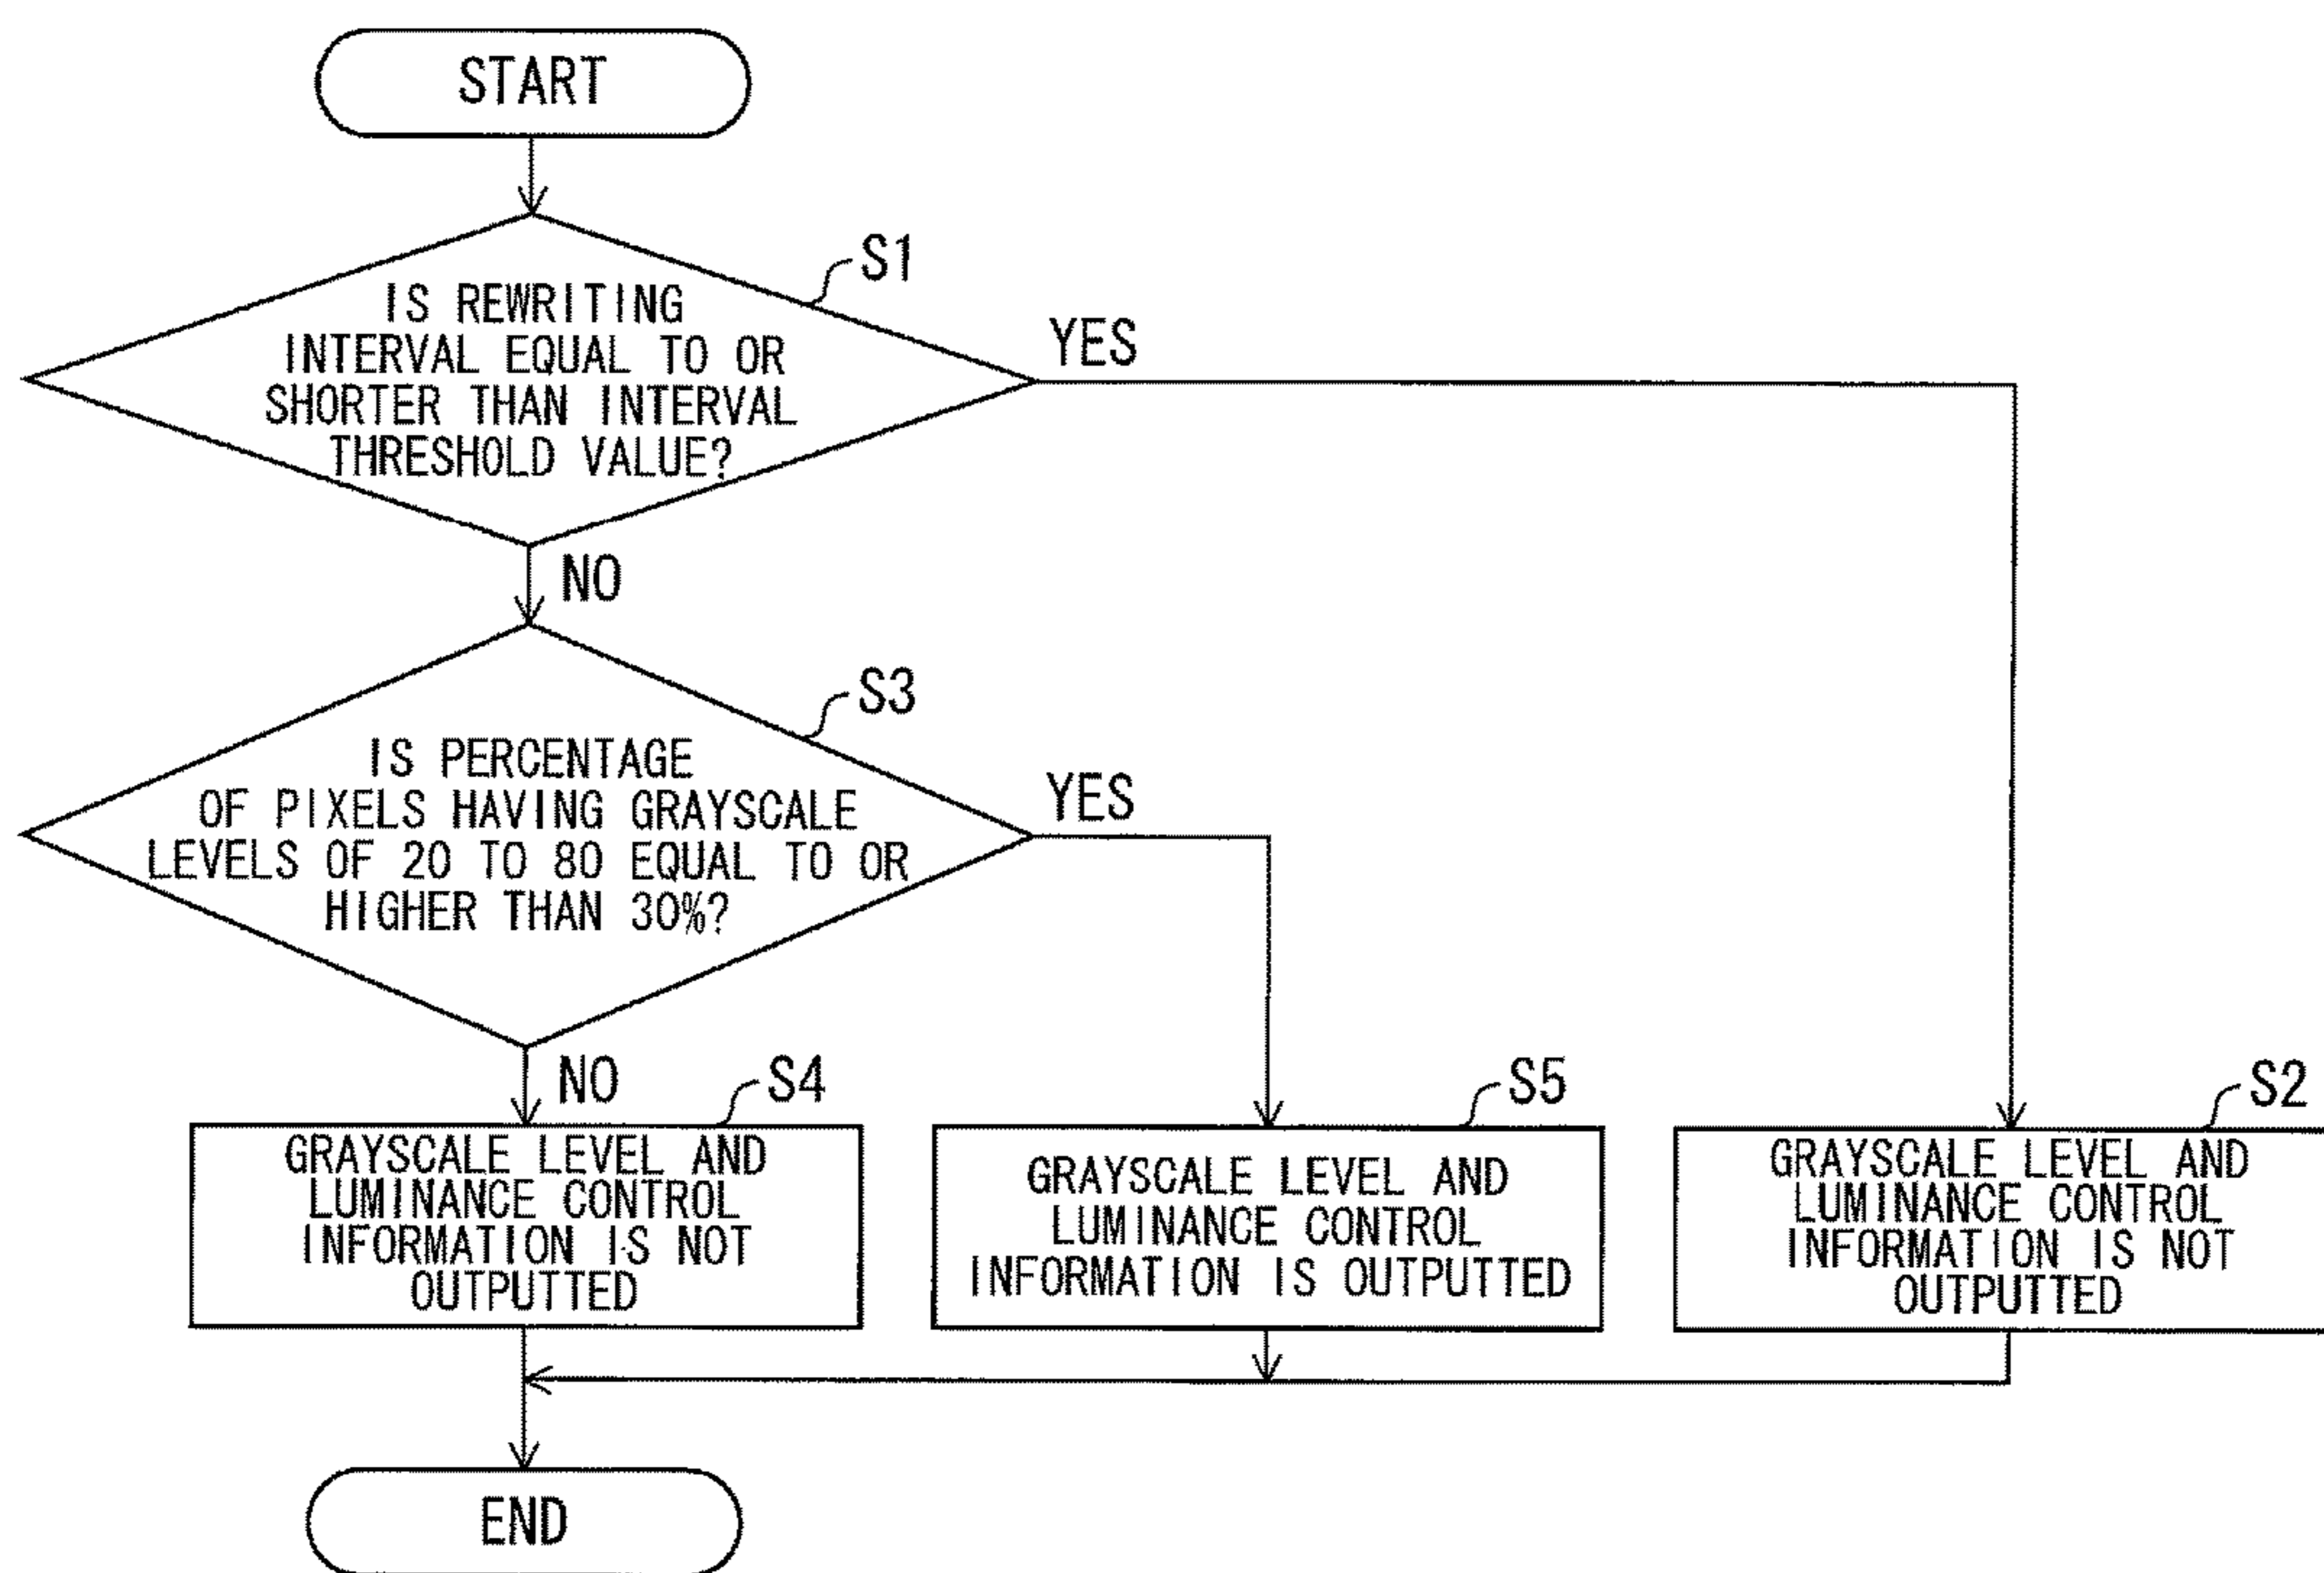 START
S1
IS REWRITING
INTERVAL EQUAL TO OR
SHORTER THAN INTERVAL
THRESHOLD VALUE?
YES
NO
S3
IS PERCENTAGE
OF PIXELS HAVING GRAYSCALE
LEVELS OF 20 TO 80 EQUAL TO OR
HIGHER THAN 30%?
YES
NO
S4
GRAYSCALE LEVEL AND
LUMINANCE CONTROL
INFORMATION IS NOT
OUTPUTTED
S5
GRAYSCALE LEVEL AND
LUMINANCE CONTROL
INFORMATION IS OUTPUTTED
S2
GRAYSCALE LEVEL AND
LUMINANCE CONTROL
INFORMATION IS NOT
OUTPUTTED
END